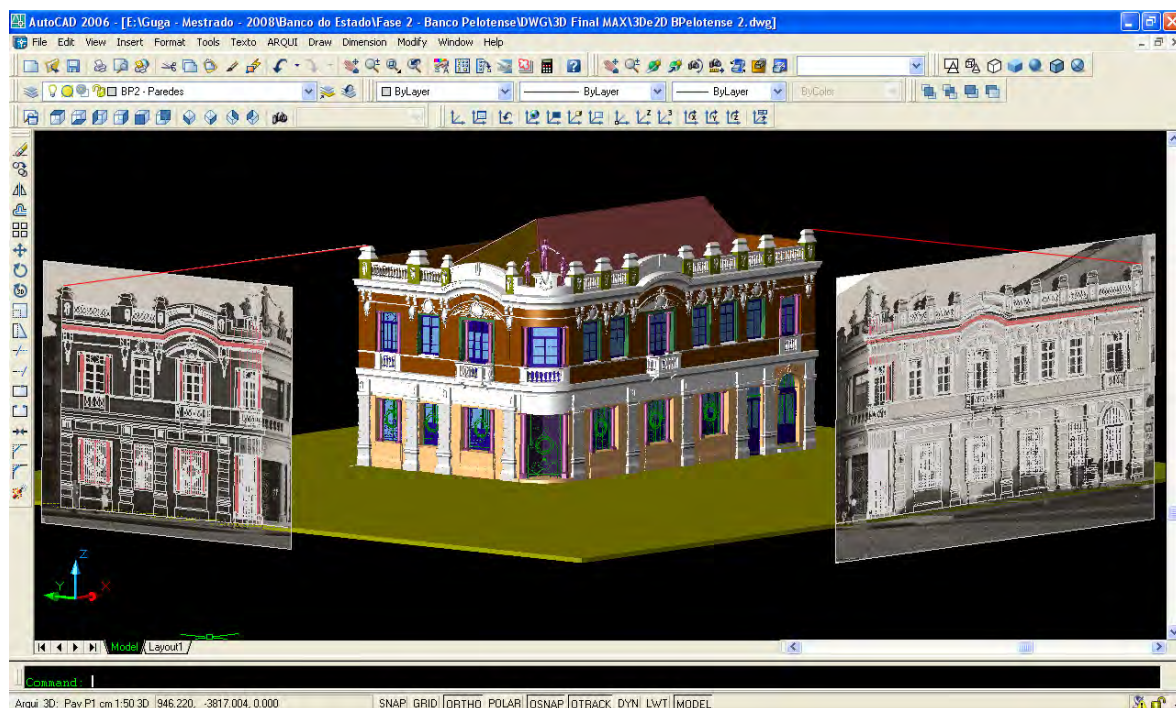 AutoCAD 2006 - [E:\Guga - Mestrado - 2008\Banco do Estado\Fase 2 - Banco Pelotense\DWG\3D Final MAX\3De2D BPelotense 2.dwg]
File Edit View Insert Format Tools Texto ARQUI Draw Dimension Modify Window Help
BP2 - Paredes ByLayer ByLayer ByLayer ByColor
Z
Y X
Model Layout1
Command:
Arqui 3D: Pav P1 cm 1:50 3D 946.220, -3817.004, 0.000 SNAP GRID ORTHO POLAR OSNAP OTRACK DYN LWT MODEL